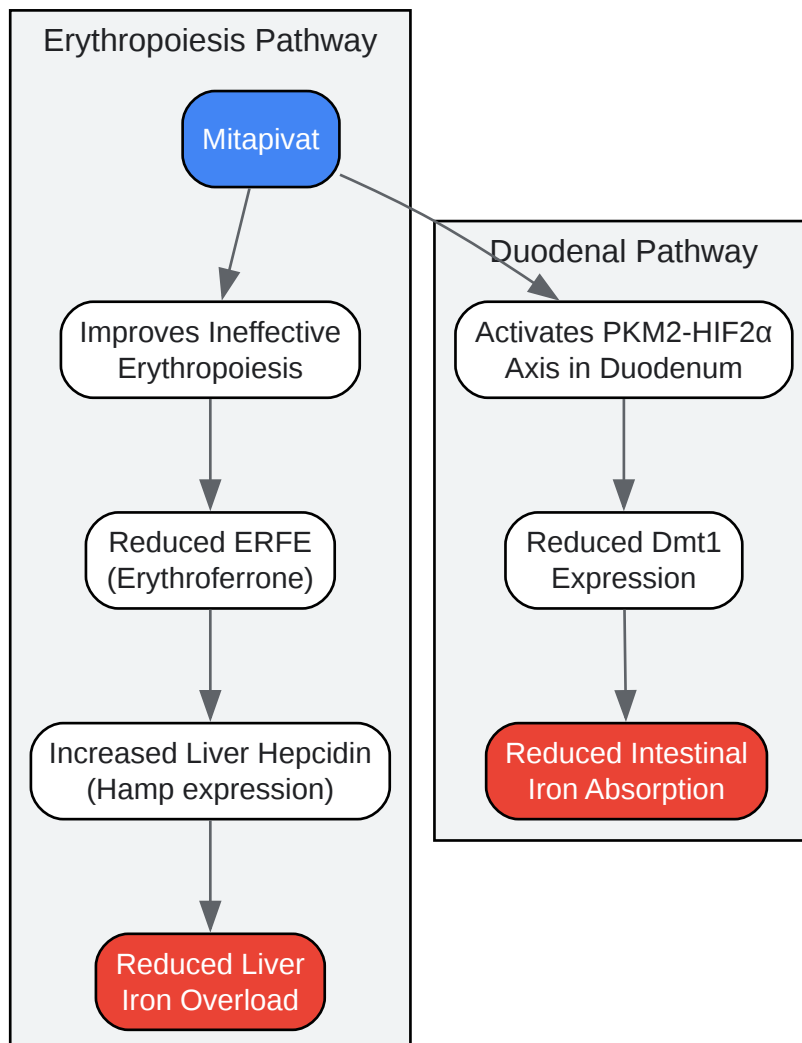 Erythropoiesis Pathway
Mitapivat
Improves Ineffective
Erythropoiesis
Reduced ERFE
(Erythroferrone)
Increased Liver Hepcidin
(Hamp expression)
Reduced Liver
Iron Overload
Duodenal Pathway
Activates PKM2-HIF2α
Axis in Duodenum
Reduced Dmt1
Expression
Reduced Intestinal
Iron Absorption